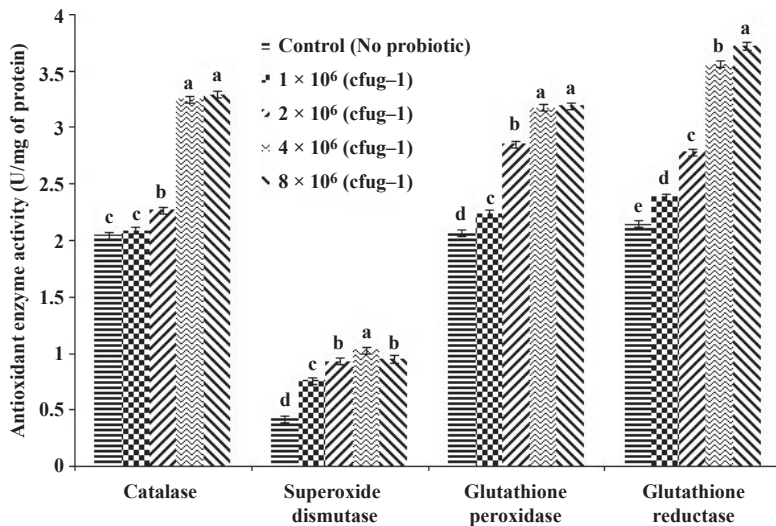 Antioxidant enzyme activity (U/mg of protein)
4
3.5
3
2.5
2
1.5
1
0.5
0
Control (No probiotic)
1 × 10⁶ (cfug–1)
2 × 10⁶ (cfug–1)
4 × 10⁶ (cfug–1)
8 × 10⁶ (cfug–1)
c c b a a
d c b a b
d c b a a
e d c b a
Catalase
Superoxide
dismutase
Glutathione
peroxidase
Glutathione
reductase